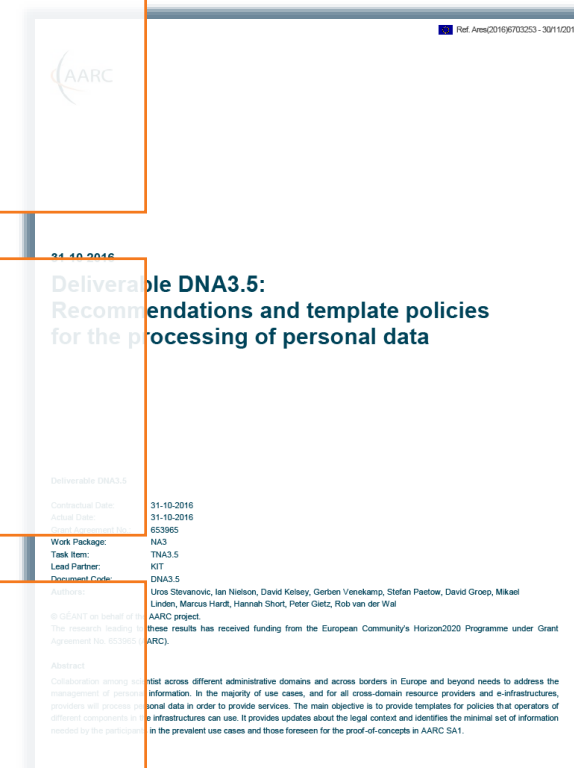 Ref. Ares(2016)6703253 - 30/11/201
AARC
31-10-2016
Deliverable DNA3.5:
Recommendations and template policies
for the processing of personal data
Deliverable DNA3.5
Contractual Date: 31-10-2016
Actual Date: 31-10-2016
Grant Agreement No.: 653965
Work Package: NA3
Task Item: TNA3.5
Lead Partner: KIT
Document Code: DNA3.5
Authors: Uros Stevanovic, Ian Nielson, David Kelsey, Gerben Venekamp, Stefan Paetow, David Groep, Mikael
Linden, Marcus Hardt, Hannah Short, Peter Gietz, Rob van der Wal
© GÉANT on behalf of the AARC project.
The research leading to these results has received funding from the European Community's Horizon2020 Programme under Grant
Agreement No. 653965 (AARC).
Abstract
Collaboration among scientist across different administrative domains and across borders in Europe and beyond needs to address the
management of personal information. In the majority of use cases, and for all cross-domain resource providers and e-infrastructures,
providers will process personal data in order to provide services. The main objective is to provide templates for policies that operators of
different components in the infrastructures can use. It provides updates about the legal context and identifies the minimal set of information
needed by the participants in the prevalent use cases and those foreseen for the proof-of-concepts in AARC SA1.